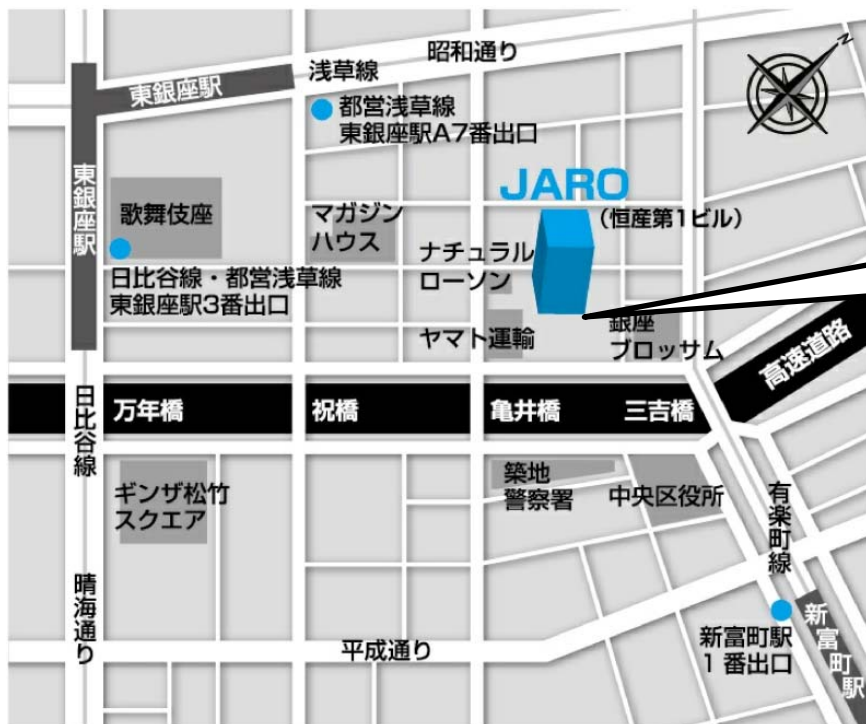 N
昭和通り
浅草線
東銀座駅
都営浅草線
東銀座駅A7番出口
東銀座駅
歌舞伎座
マガジン
ハウス
JARO
(恒産第1ビル)
ナチュラル
ローソン
日比谷線・都営浅草線
東銀座駅3番出口
ヤマト運輸
銀座
ブロッサム
高速道路
日比谷線
万年橋
祝橋
亀井橋
三吉橋
ギンザ松竹
スクエア
築地
警察署
中央区役所
有楽町線
晴海通り
平成通り
新富町駅
1番出口
新富町駅